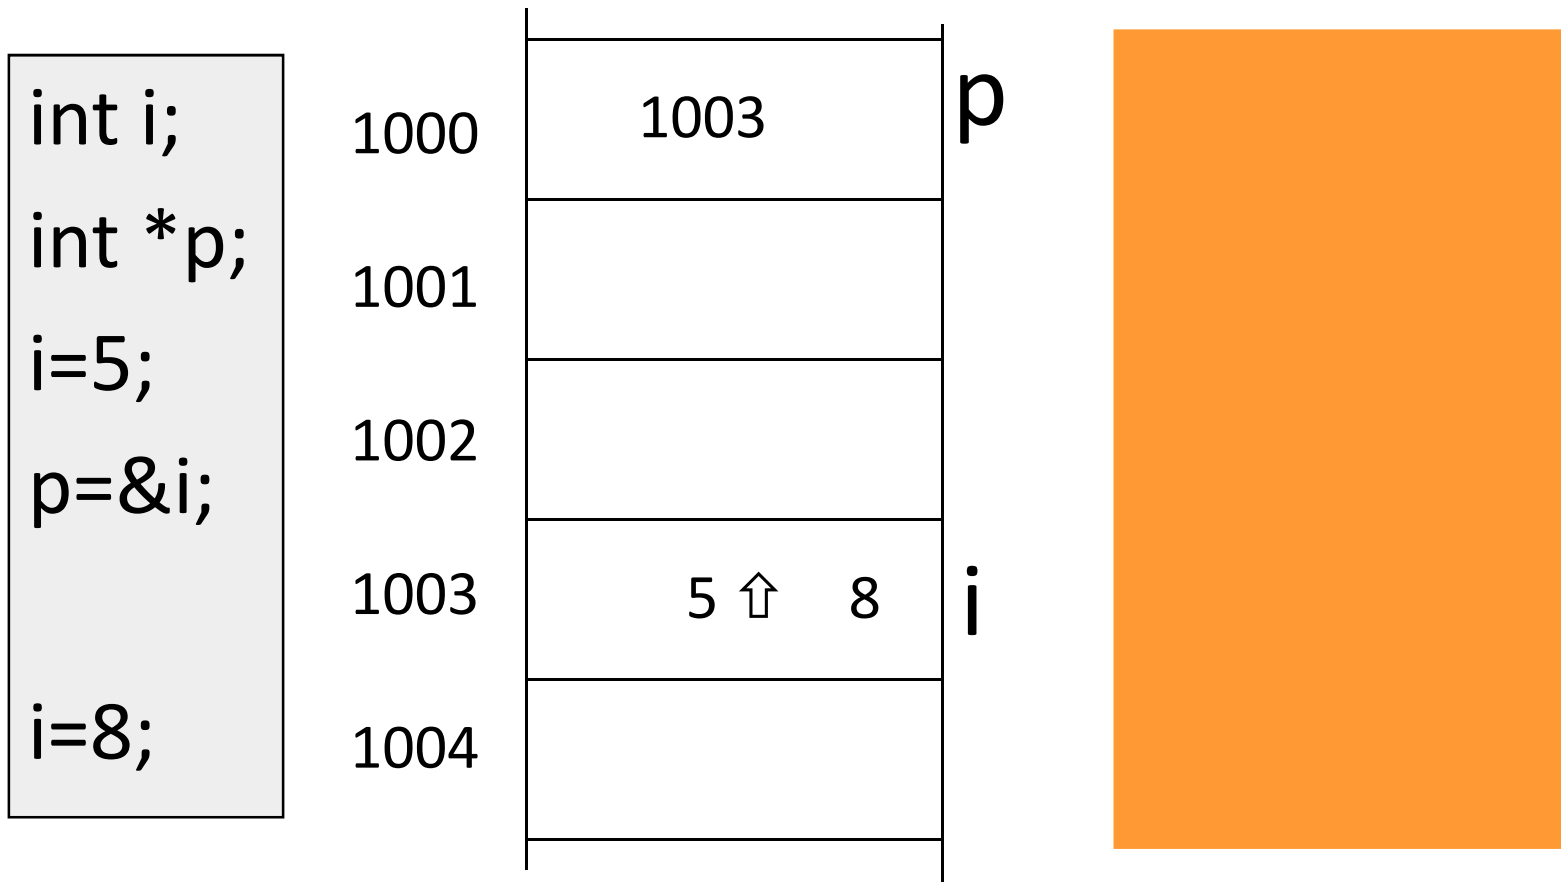 int i;
int *p;
i=5;
p=&i;
i=8;
1000 1003 p
1001
1002
1003 5 ⇧ 8 i
1004